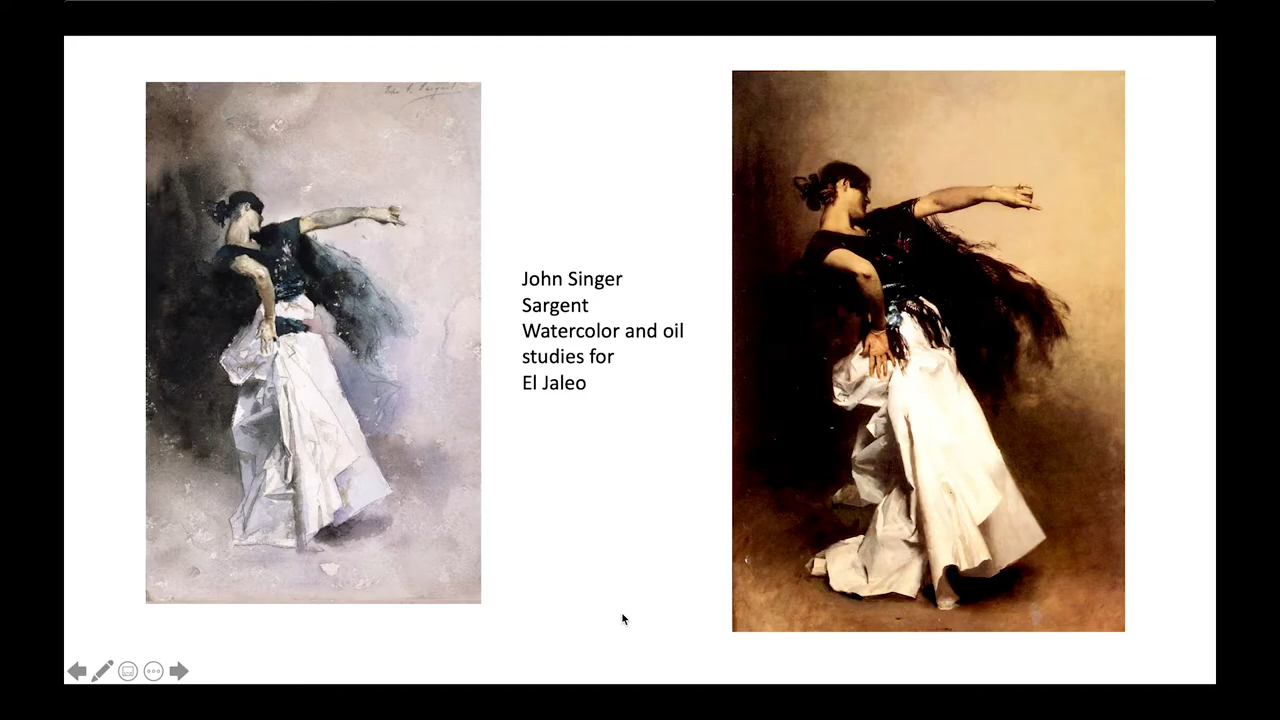 John Singer
Sargent
Watercolor and oil
studies for
El Jaleo